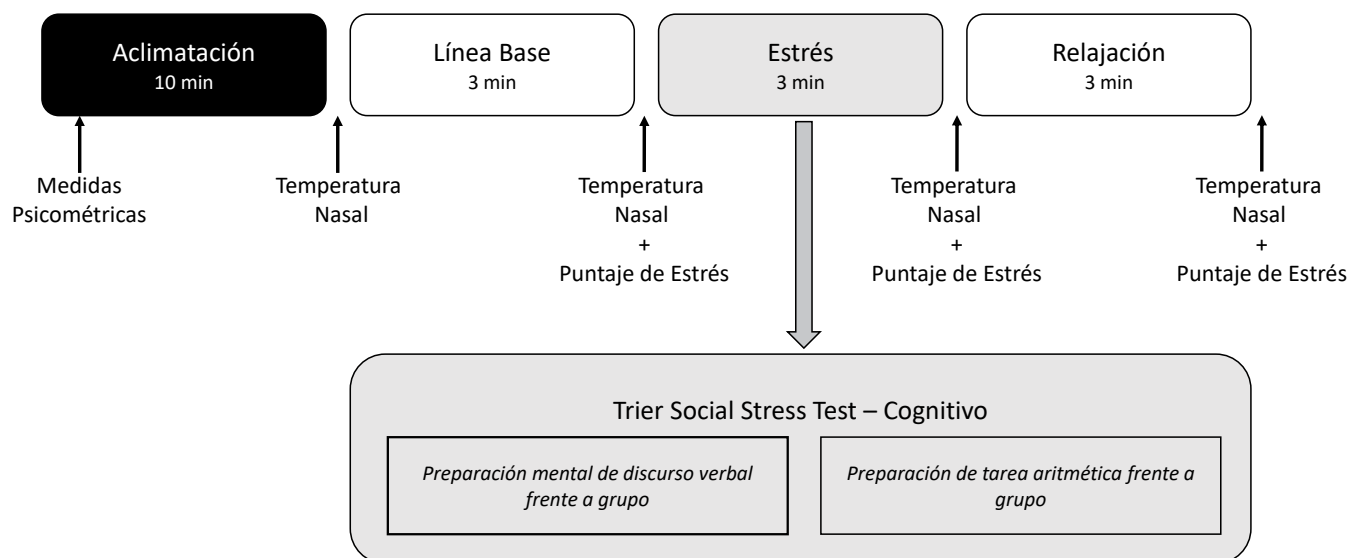 Aclimatación
10 min
Línea Base
3 min
Estrés
3 min
Relajación
3 min
Medidas
Psicométricas
Temperatura
Nasal
Temperatura
Nasal
+
Puntaje de Estrés
Temperatura
Nasal
+
Puntaje de Estrés
Temperatura
Nasal
+
Puntaje de Estrés
Trier Social Stress Test – Cognitivo
Preparación mental de discurso verbal
frente a grupo
Preparación de tarea aritmética frente a
grupo